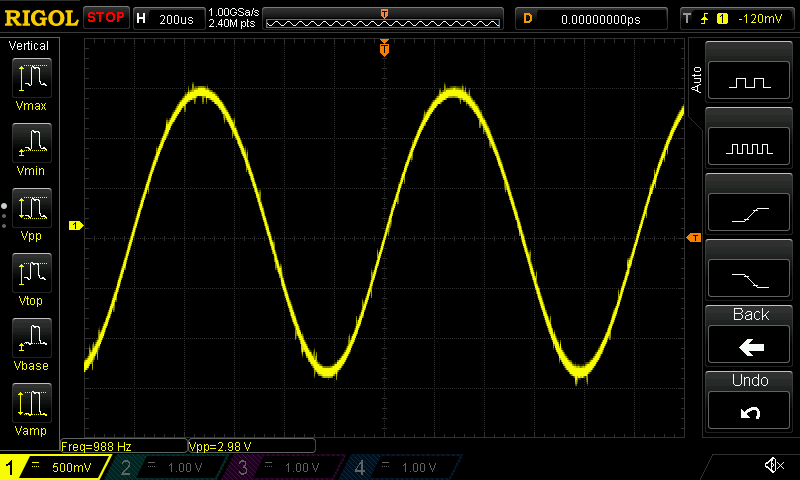 RIGOL STOP H 200us 1.00GSa/s D 0.00000000ps T 1 -120mV
2.40M pts
T
Vertical
Auto
Vmax
Vmin
1
Vpp
T
Vtop
Back
Vbase
Undo
Vamp
Freq=988 Hz Vpp=2.98 V
1 500mV 2 1.00 V 3 1.00 V 4 1.00 V